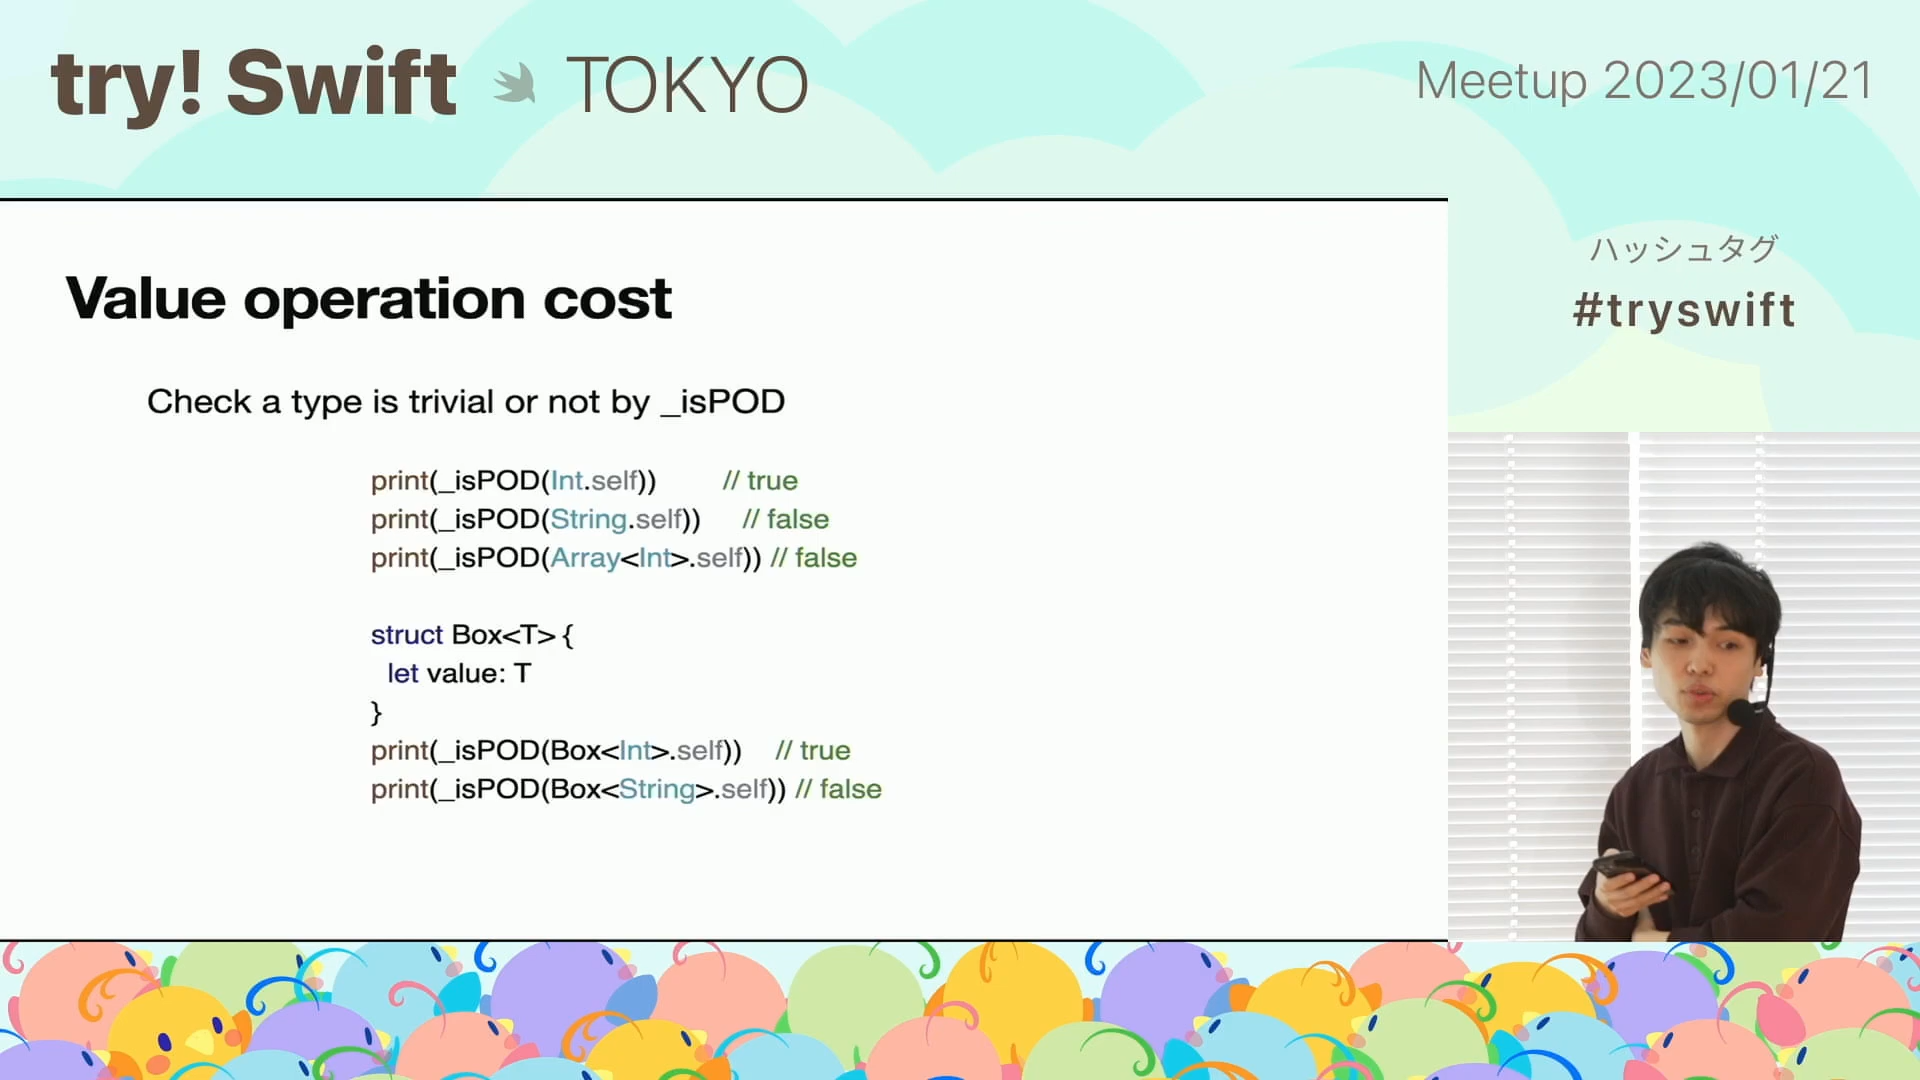 try! Swift TOKYO
Meetup 2023/01/21
ハッシュタグ
#tryswift
Value operation cost
Check a type is trivial or not by _isPOD
print(_isPOD(Int.self)) // true
print(_isPOD(String.self)) // false
print(_isPOD(Array<Int>.self)) // false
struct Box<T> {
let value: T
}
print(_isPOD(Box<Int>.self)) // true
print(_isPOD(Box<String>.self)) // false